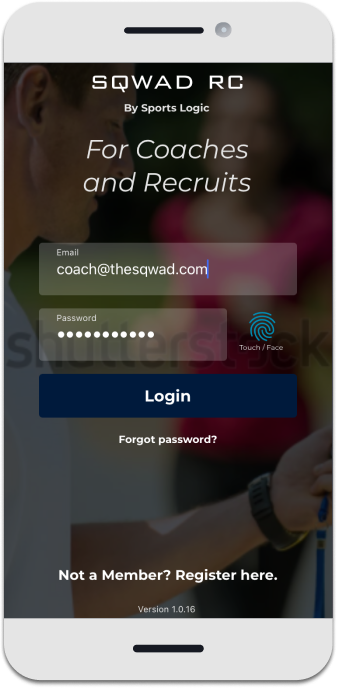 SQWAD RC
By Sports Logic
For Coaches
and Recruits
Email
coach@thesqwad.com
Password
Touch / Face
shutterstock
Login
Forgot password?
Not a Member? Register here.
Version 1.0.16